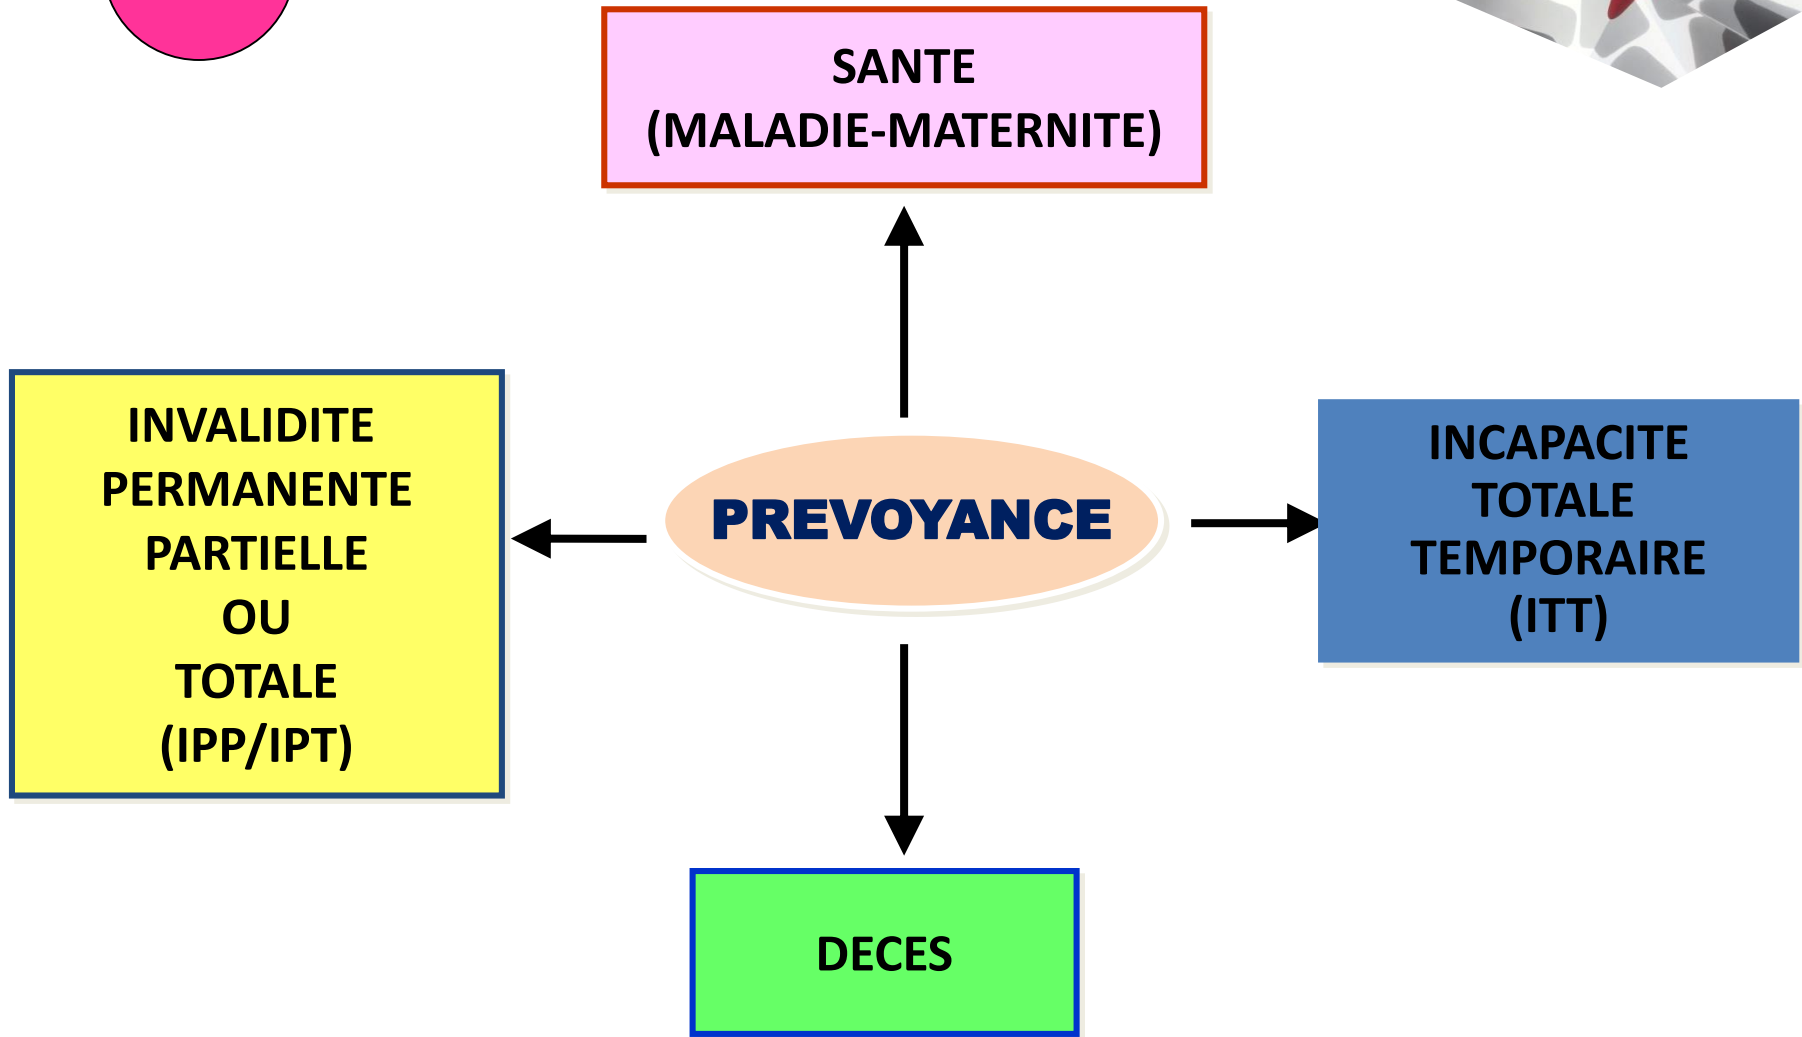 SANTE
(MALADIE-MATERNITE)
INVALIDITE
PERMANENTE
PARTIELLE
OU
TOTALE
(IPP/IPT)
PREVOYANCE
INCAPACITE
TOTALE
TEMPORAIRE
(ITT)
DECES